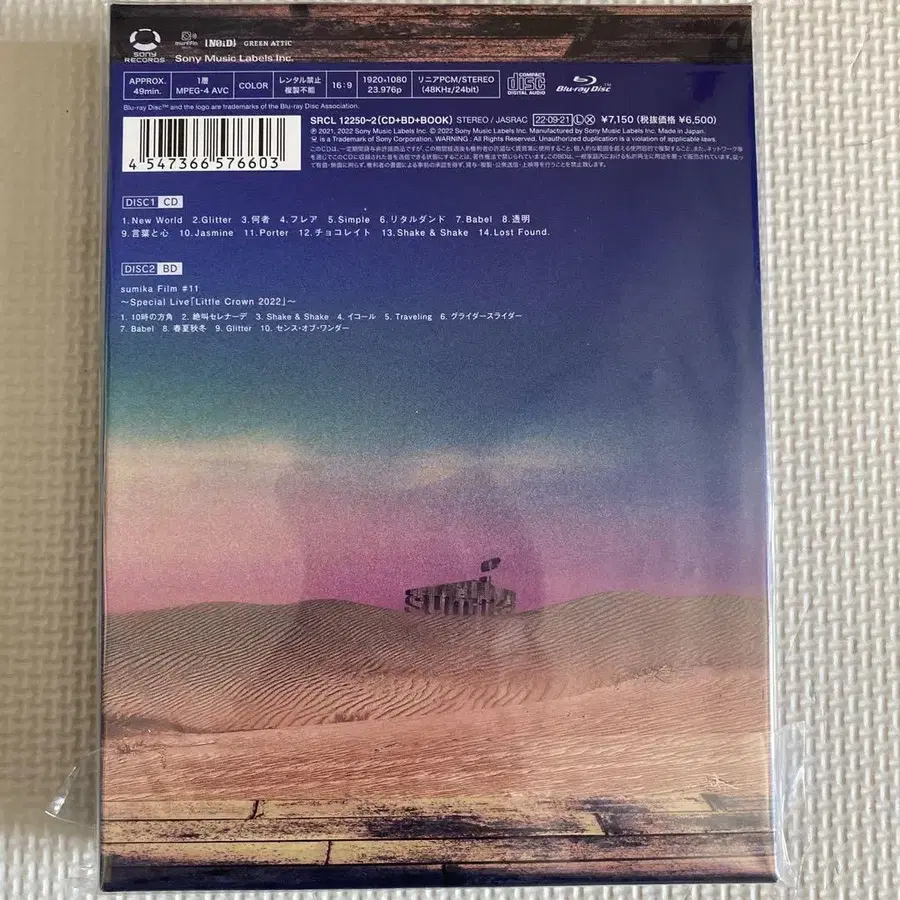 SONY RECORDS
murffin
[NOiD]
GREEN ATTIC
Sony Music Labels Inc.
APPROX. 49min.
1層 MPEG-4 AVC
COLOR
レンタル禁止 複製不能
16:9
1920×1080 23.976p
リニアPCM/STEREO (48KHz/24bit)
COMPACT disc DIGITAL AUDIO
Blu-ray Disc
Blu-ray Disc™ and the logo are trademarks of the Blu-ray Disc Association.
4 547366 576603
SRCL 12250~2 (CD+BD+BOOK) STEREO / JASRAC 22·09·21 Ⓛ Ⓧ ¥7,150 (税抜価格 ¥6,500)
℗ 2021, 2022 Sony Music Labels Inc. © 2022 Sony Music Labels Inc. Manufactured by Sony Music Labels Inc. Made in Japan.
is a Trademark of Sony Corporation. WARNING : All Rights Reserved. Unauthorized duplication is a violation of applicable laws.
DISC1 CD
1.New World 2.Glitter 3.何者 4.フレア 5.Simple 6.リタルダンド 7.Babel 8.透明
9.言葉と心 10.Jasmine 11.Porter 12.チョコレイト 13.Shake & Shake 14.Lost Found.
DISC2 BD
sumika Film #11
〜Special Live「Little Crown 2022」〜
1. 10時の方角 2. 絶叫セレナーデ 3. Shake & Shake 4. イコール 5. Traveling 6. グライダースライダー
7. Babel 8. 春夏秋冬 9. Glitter 10. センス・オブ・ワンダー
sumika